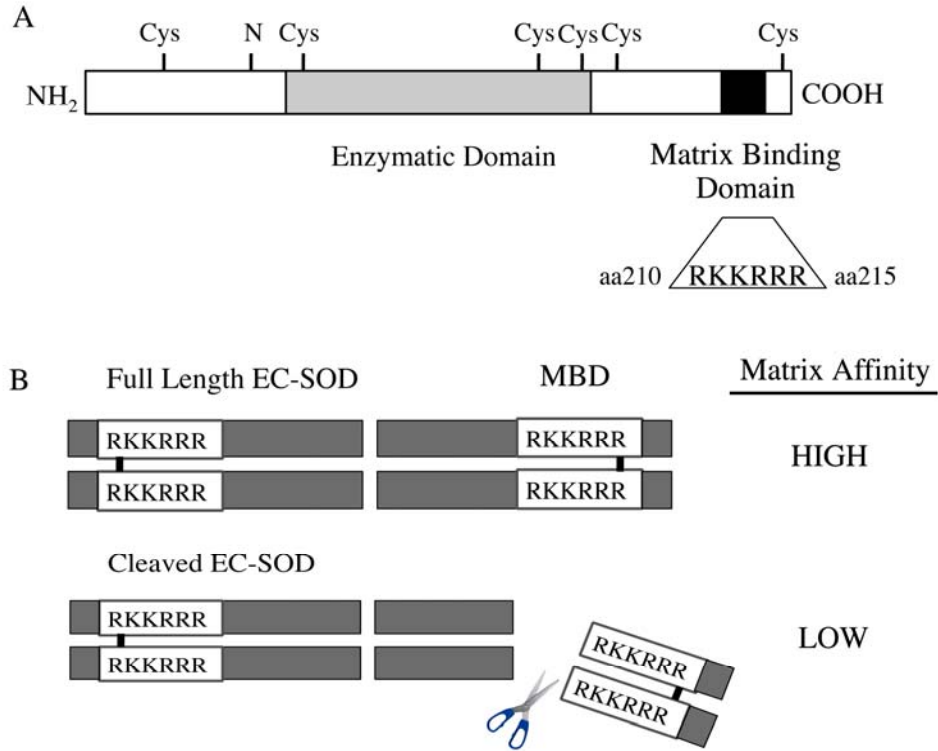 A
Cys N Cys Cys Cys Cys Cys
NH₂ COOH
Enzymatic Domain
Matrix Binding
Domain
aa210 RKKRRR aa215
B
Full Length EC-SOD MBD Matrix Affinity
RKKRRR RKKRRR
HIGH
RKKRRR RKKRRR
Cleaved EC-SOD
RKKRRR
RKKRRR
LOW
RKKRRR
RKKRRR